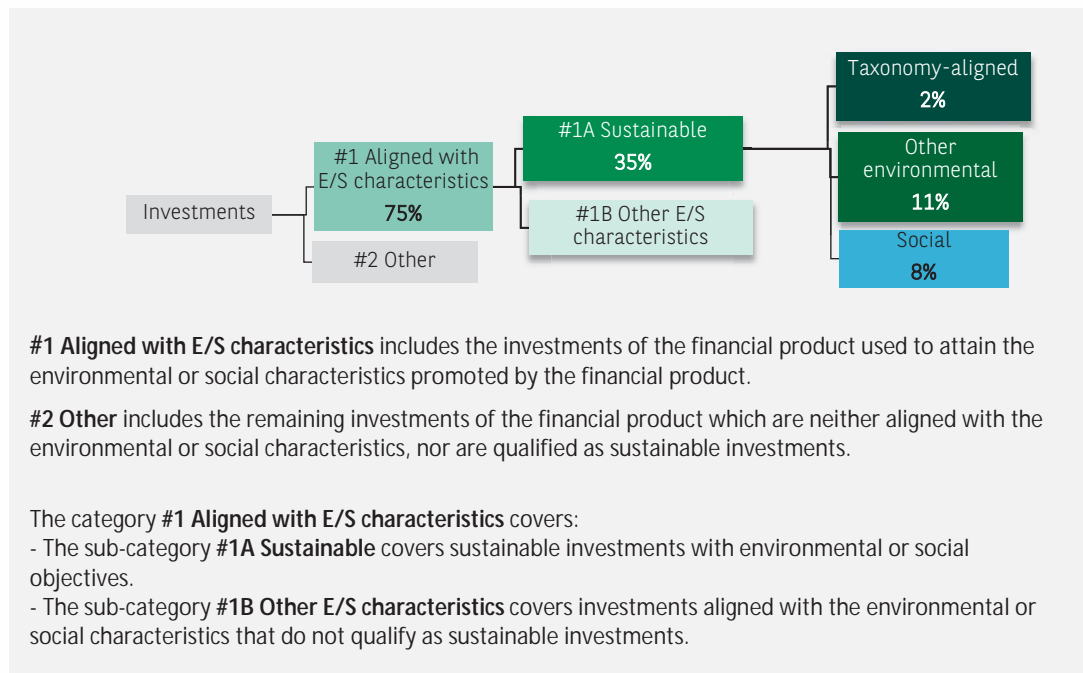 Taxonomy-aligned
2%
#1A Sustainable
35%
Other
environmental
11%
#1 Aligned with
E/S characteristics
75%
Investments
#1B Other E/S
characteristics
Social
8%
#2 Other
#1 Aligned with E/S characteristics includes the investments of the financial product used to attain the
environmental or social characteristics promoted by the financial product.
#2 Other includes the remaining investments of the financial product which are neither aligned with the
environmental or social characteristics, nor are qualified as sustainable investments.
The category #1 Aligned with E/S characteristics covers:
- The sub-category #1A Sustainable covers sustainable investments with environmental or social
objectives.
- The sub-category #1B Other E/S characteristics covers investments aligned with the environmental or
social characteristics that do not qualify as sustainable investments.